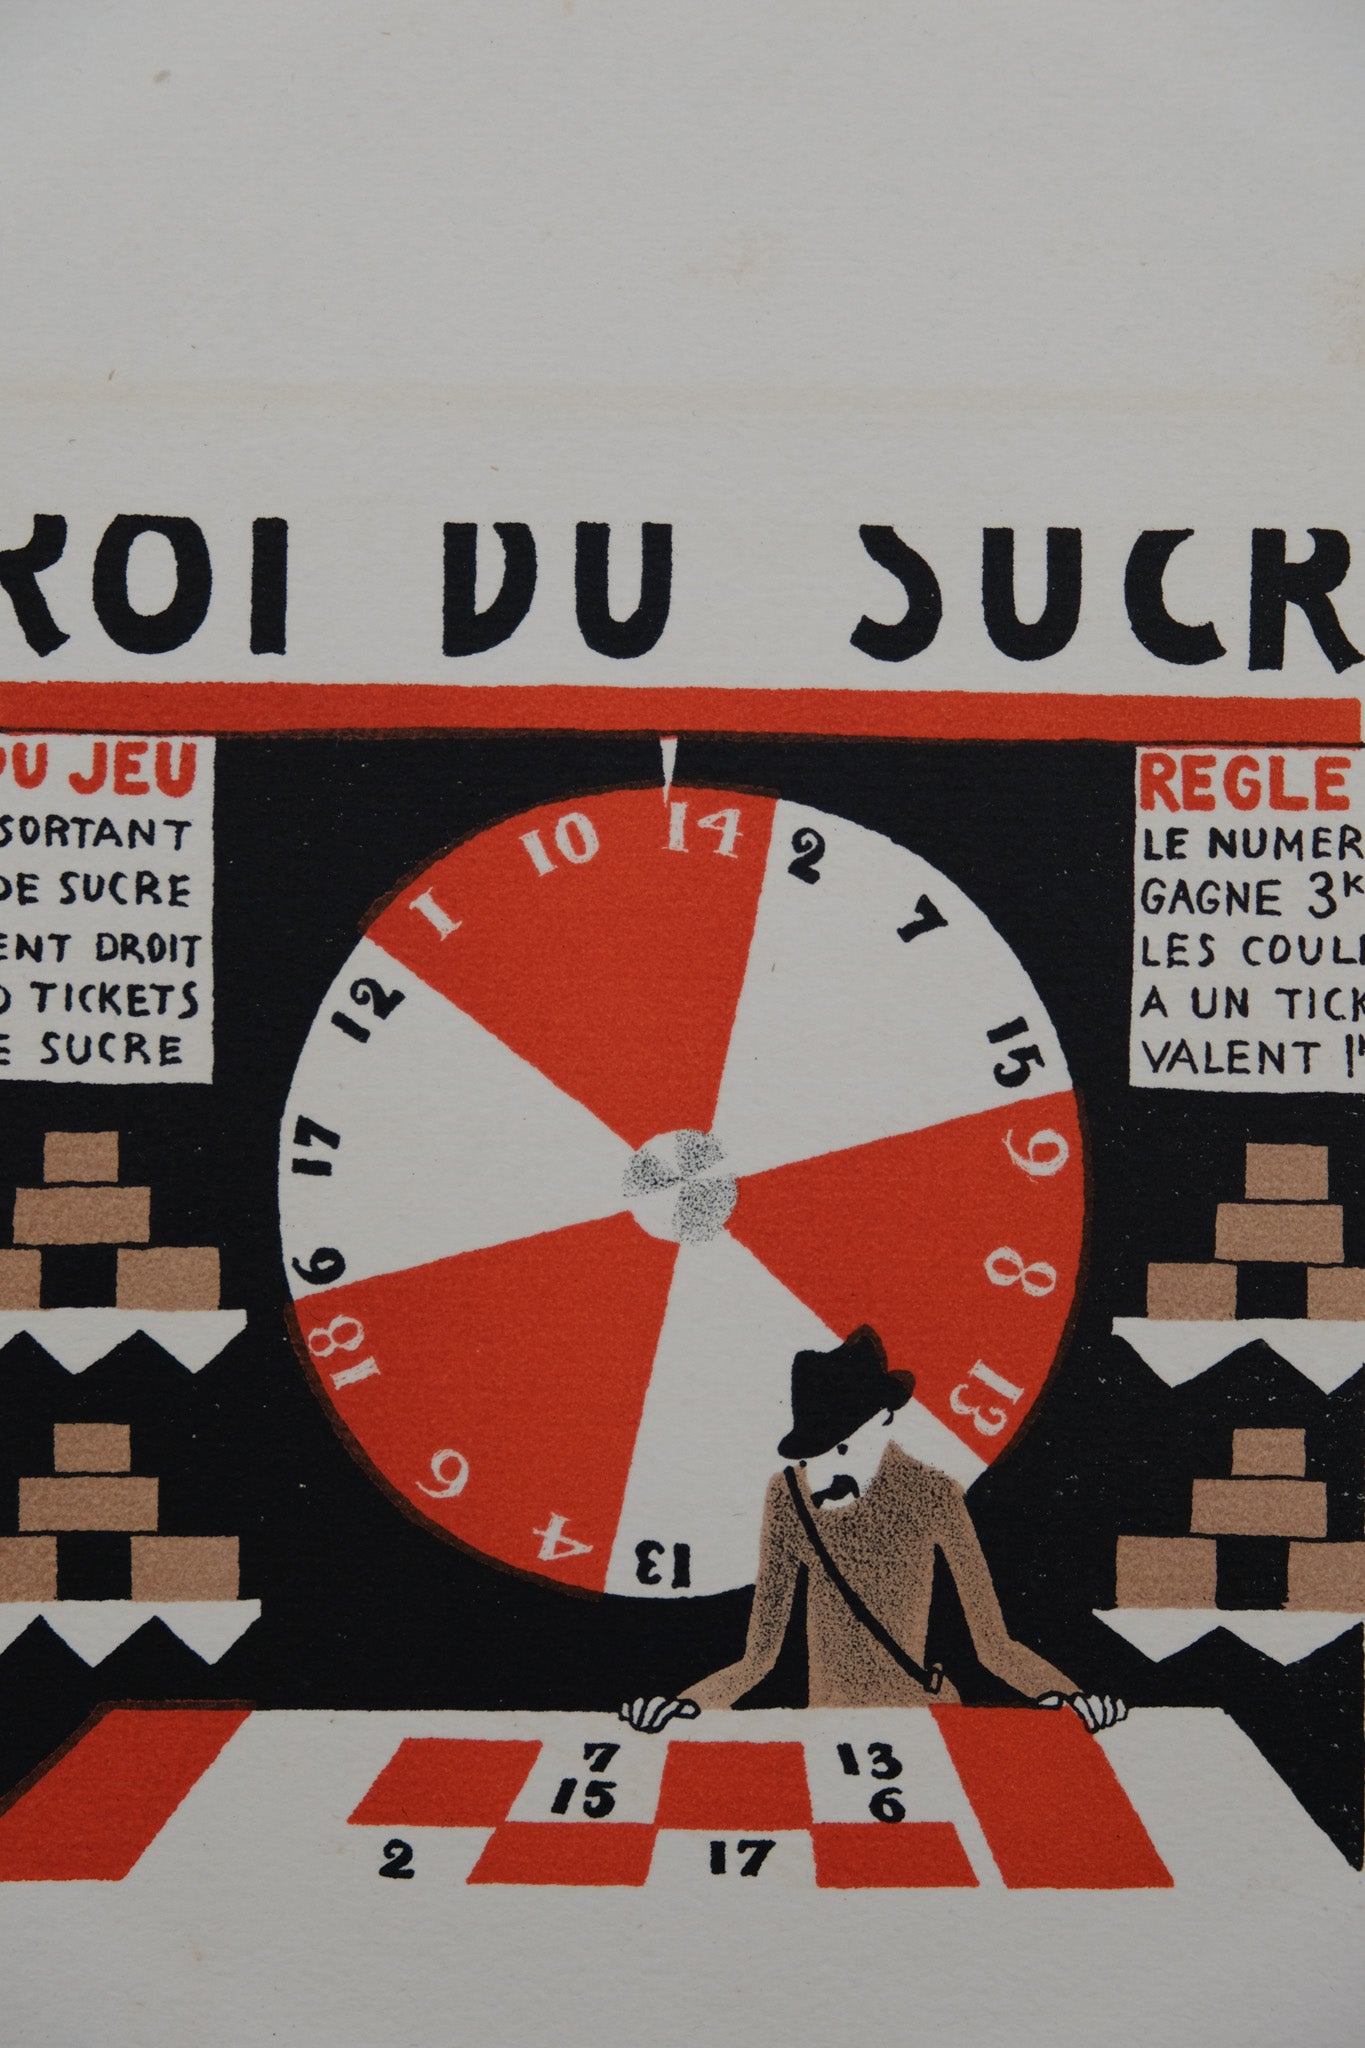 ROI DU SUCR
DU JEU
SORTANT
DE SUCRE
ENT DROIT
TICKETS
SUCRE
REGLE
LE NUMER
GAGNE 3K
LES COUL
A UN TICK
VALENT 1
1 10 14 2 7 15 9 8 13 13 4 6 18 6 17 12
7 13
15 6
2 17